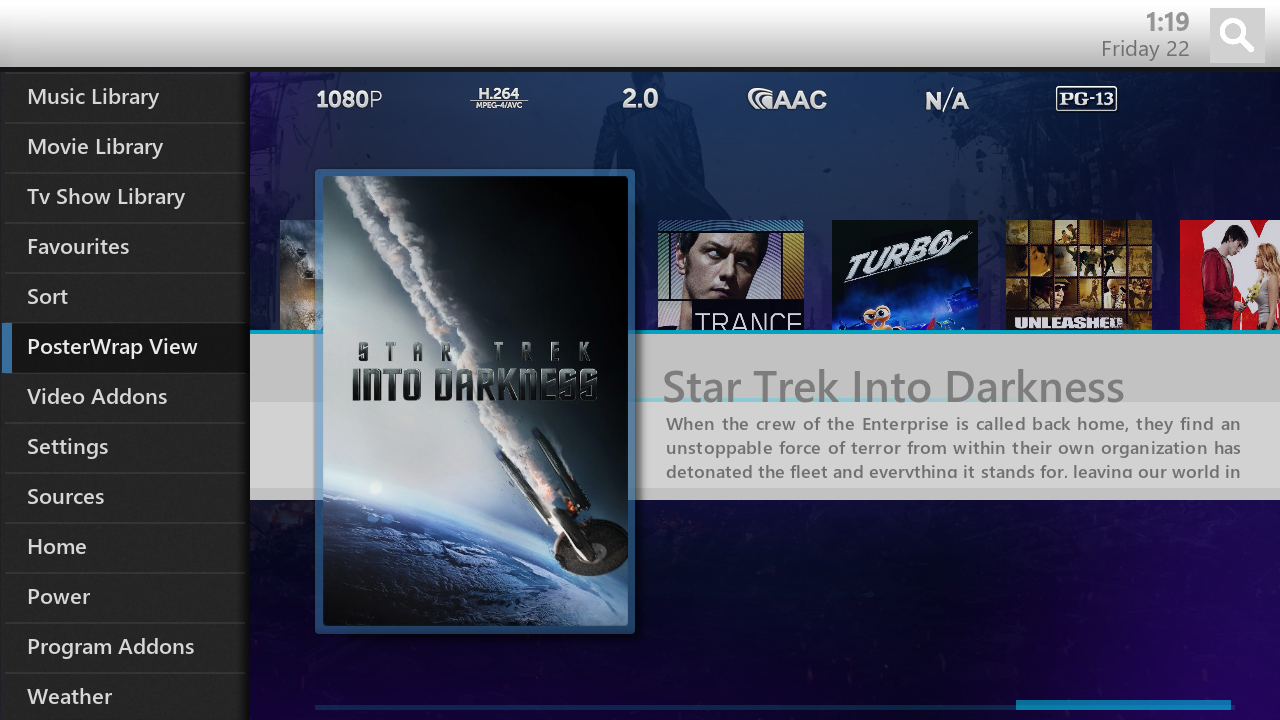 1:19
Friday 22
Music Library
Movie Library
Tv Show Library
Favourites
Sort
PosterWrap View
Video Addons
Settings
Sources
Home
Power
Program Addons
Weather
1080P
H.264
MPEG-4/AVC
2.0
AAC
N/A
PG-13
STAR TREK
INTO DARKNESS
TRANCE
TURBO
UNLEASHED
Star Trek Into Darkness
When the crew of the Enterprise is called back home, they find an
unstoppable force of terror from within their own organization has
detonated the fleet and everything it stands for, leaving our world in